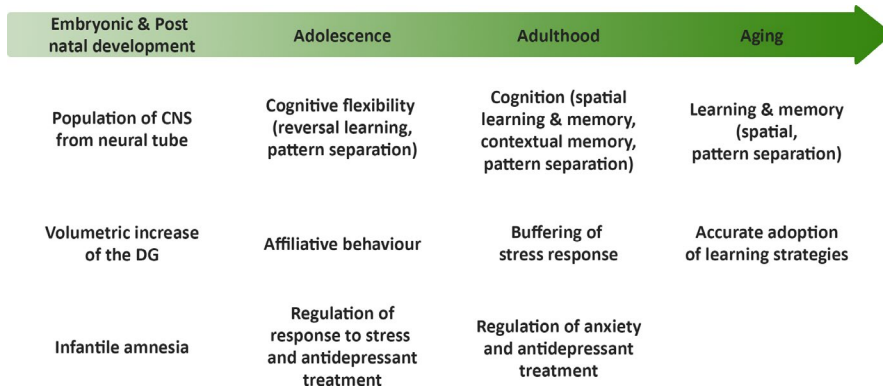 Embryonic & Post
natal development
Adolescence
Adulthood
Aging
Population of CNS
from neural tube
Cognitive flexibility
(reversal learning,
pattern separation)
Cognition (spatial
learning & memory,
contextual memory,
pattern separation)
Learning & memory
(spatial,
pattern separation)
Volumetric increase
of the DG
Affiliative behaviour
Buffering of
stress response
Accurate adoption
of learning strategies
Infantile amnesia
Regulation of
response to stress
and antidepressant
treatment
Regulation of anxiety
and antidepressant
treatment